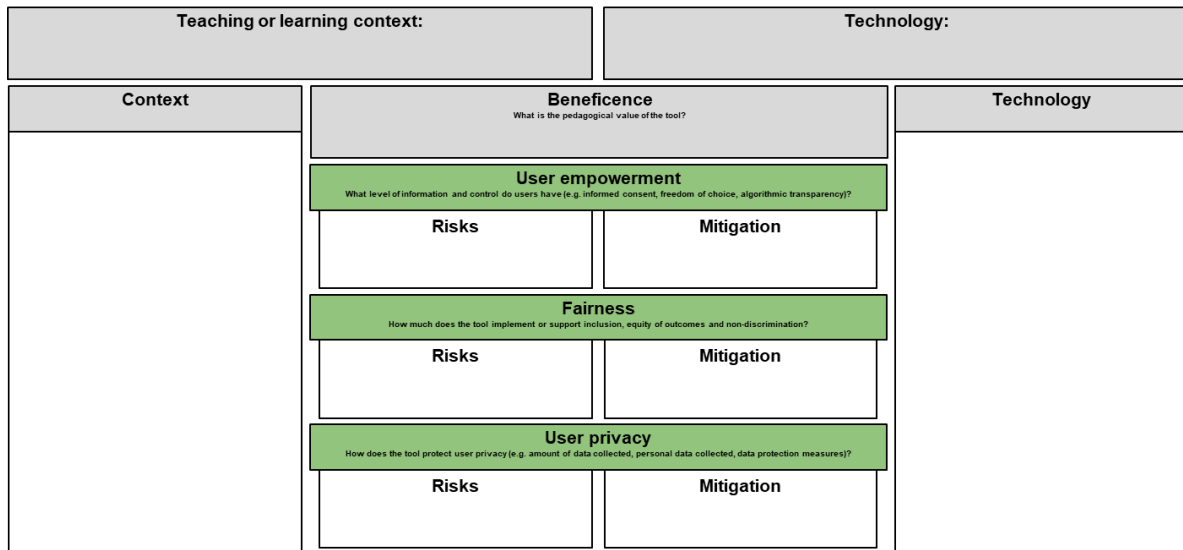 Teaching or learning context:
Technology:
Context
Beneficence
What is the pedagogical value of the tool?
Technology
User empowerment
What level of information and control do users have (e.g. informed consent, freedom of choice, algorithmic transparency)?
Risks
Mitigation
Fairness
How much does the tool implement or support inclusion, equity of outcomes and non-discrimination?
Risks
Mitigation
User privacy
How does the tool protect user privacy (e.g. amount of data collected, personal data collected, data protection measures)?
Risks
Mitigation